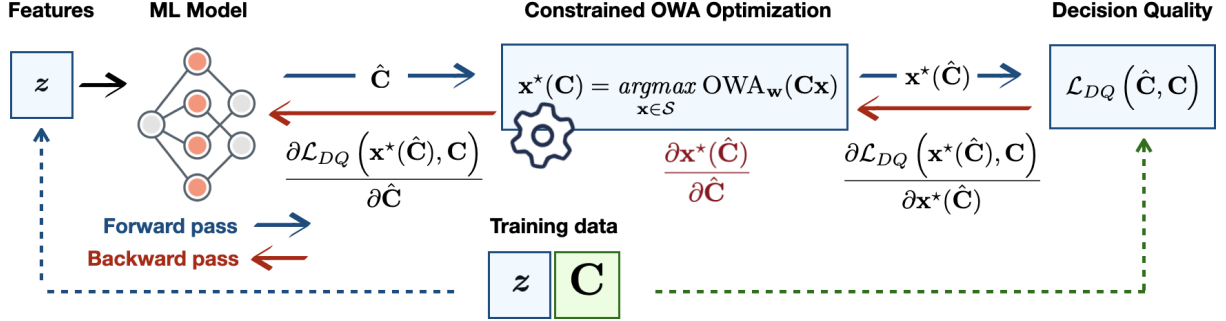 Features
ML Model
Constrained OWA Optimization
Decision Quality
z
Ĉ
x⋆(C) = argmax OWA_w(Cx)
x∈S
x⋆(Ĉ)
ℒ_DQ (Ĉ, C)
∂ℒ_DQ (x⋆(Ĉ), C)
∂Ĉ
∂x⋆(Ĉ)
∂Ĉ
∂ℒ_DQ (x⋆(Ĉ), C)
∂x⋆(Ĉ)
Forward pass
Backward pass
Training data
z C